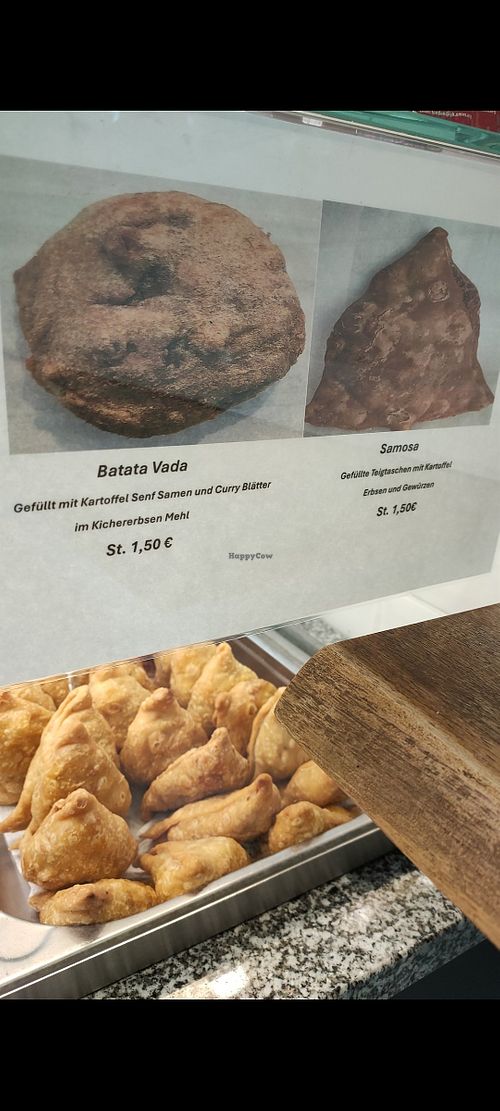 Batata Vada
Gefüllt mit Kartoffel Senf Samen und Curry Blätter
im Kichererbsen Mehl
St. 1,50 €
Samosa
Gefüllte Teigtaschen mit Kartoffel
Erbsen und Gewürzen
St. 1,50€
HappyCow